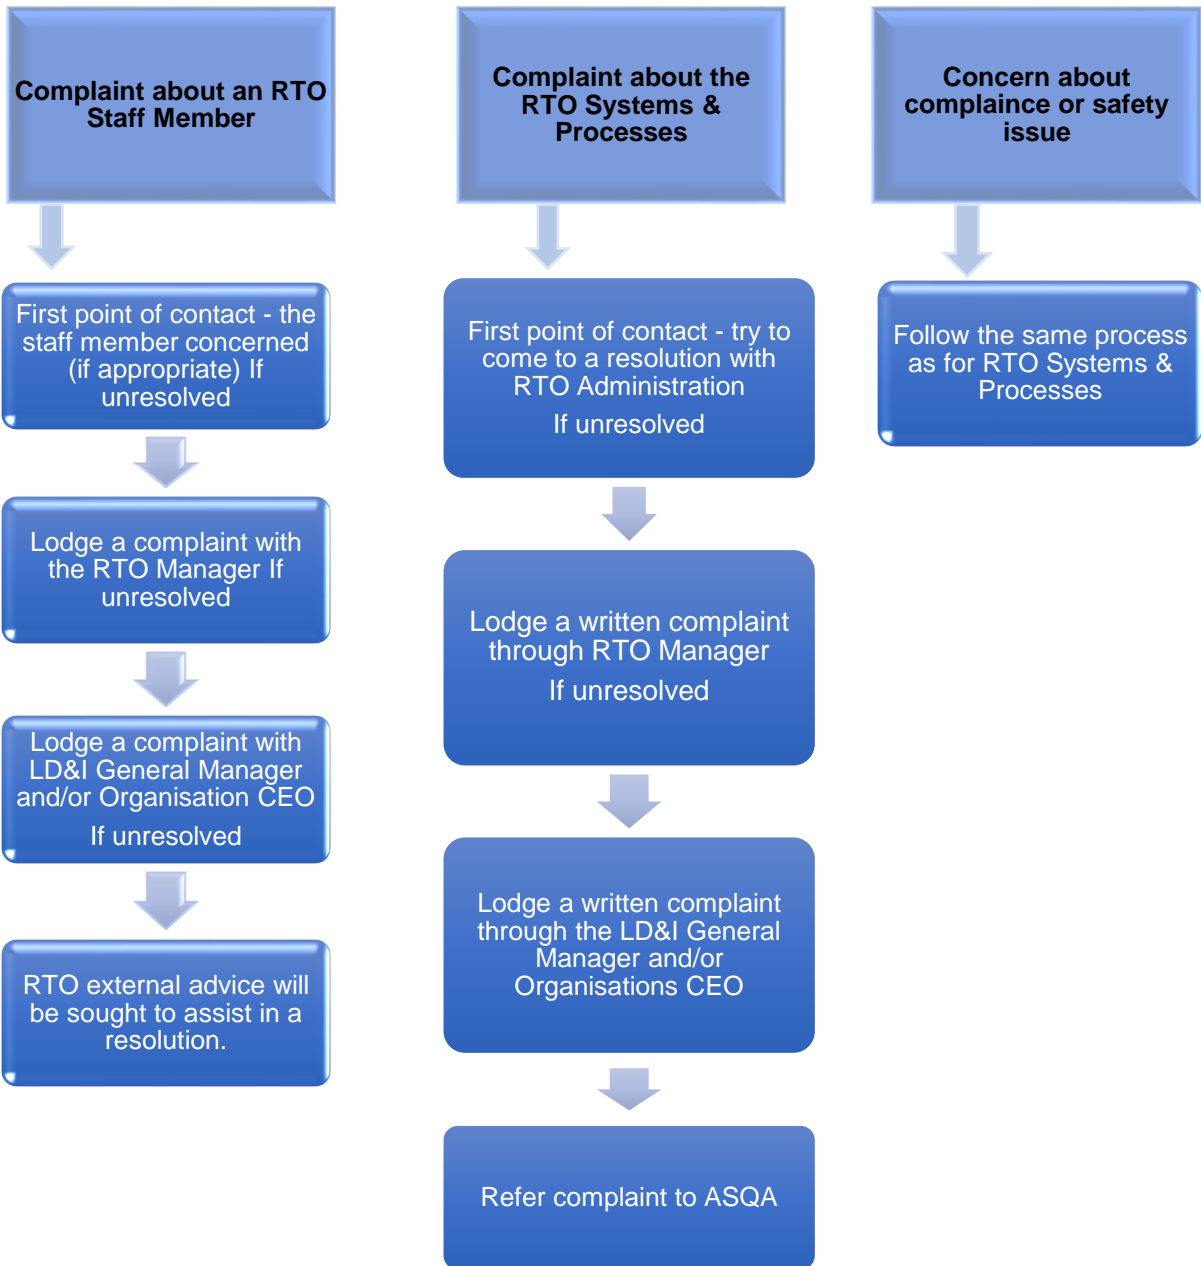 Complaint about an RTO
Staff Member
First point of contact - the
staff member concerned
(if appropriate) If
unresolved
Lodge a complaint with
the RTO Manager If
unresolved
Lodge a complaint with
LD&I General Manager
and/or Organisation CEO
If unresolved
RTO external advice will
be sought to assist in a
resolution.
Complaint about the
RTO Systems &
Processes
First point of contact - try to
come to a resolution with
RTO Administration
If unresolved
Lodge a written complaint
through RTO Manager
If unresolved
Lodge a written complaint
through the LD&I General
Manager and/or
Organisations CEO
Refer complaint to ASQA
Concern about
complaince or safety
issue
Follow the same process
as for RTO Systems &
Processes